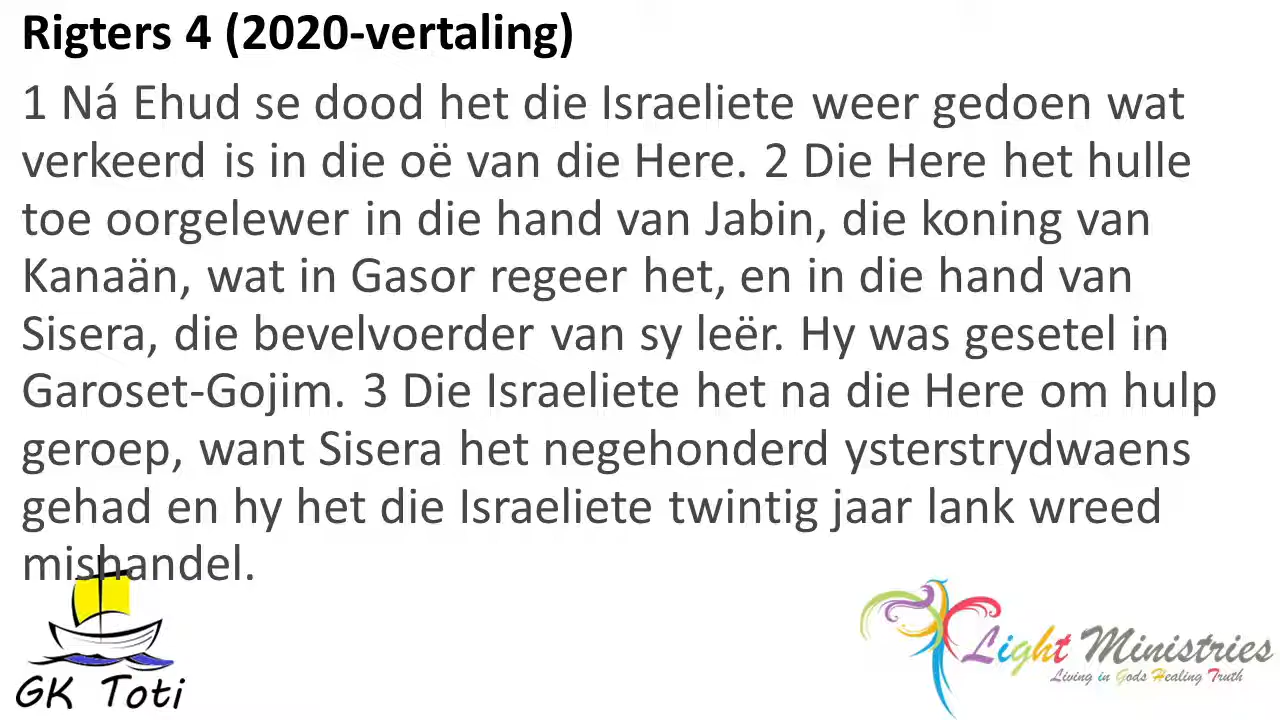 Rigters 4 (2020-vertaling)
1 Ná Ehud se dood het die Israeliete weer gedoen wat
verkeerd is in die oë van die Here. 2 Die Here het hulle
toe oorgelewer in die hand van Jabin, die koning van
Kanaän, wat in Gasor regeer het, en in die hand van
Sisera, die bevelvoerder van sy leër. Hy was gesetel in
Garoset-Gojim. 3 Die Israeliete het na die Here om hulp
geroep, want Sisera het negehonderd ysterstrydwaens
gehad en hy het die Israeliete twintig jaar lank wreed
mishandel.
GK Toti
Light Ministries
Living in Gods Healing Truth